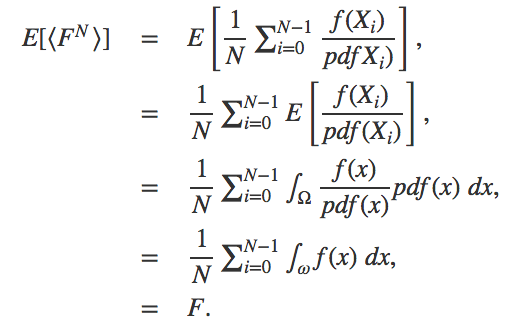 E[⟨F^N⟩] = E[1/N ∑_{i=0}^{N−1} f(X_i)/pdfX_i)],
= 1/N ∑_{i=0}^{N−1} E[f(X_i)/pdf(X_i)],
= 1/N ∑_{i=0}^{N−1} ∫_Ω f(x)/pdf(x) pdf(x) dx,
= 1/N ∑_{i=0}^{N−1} ∫_ω f(x) dx,
= F.